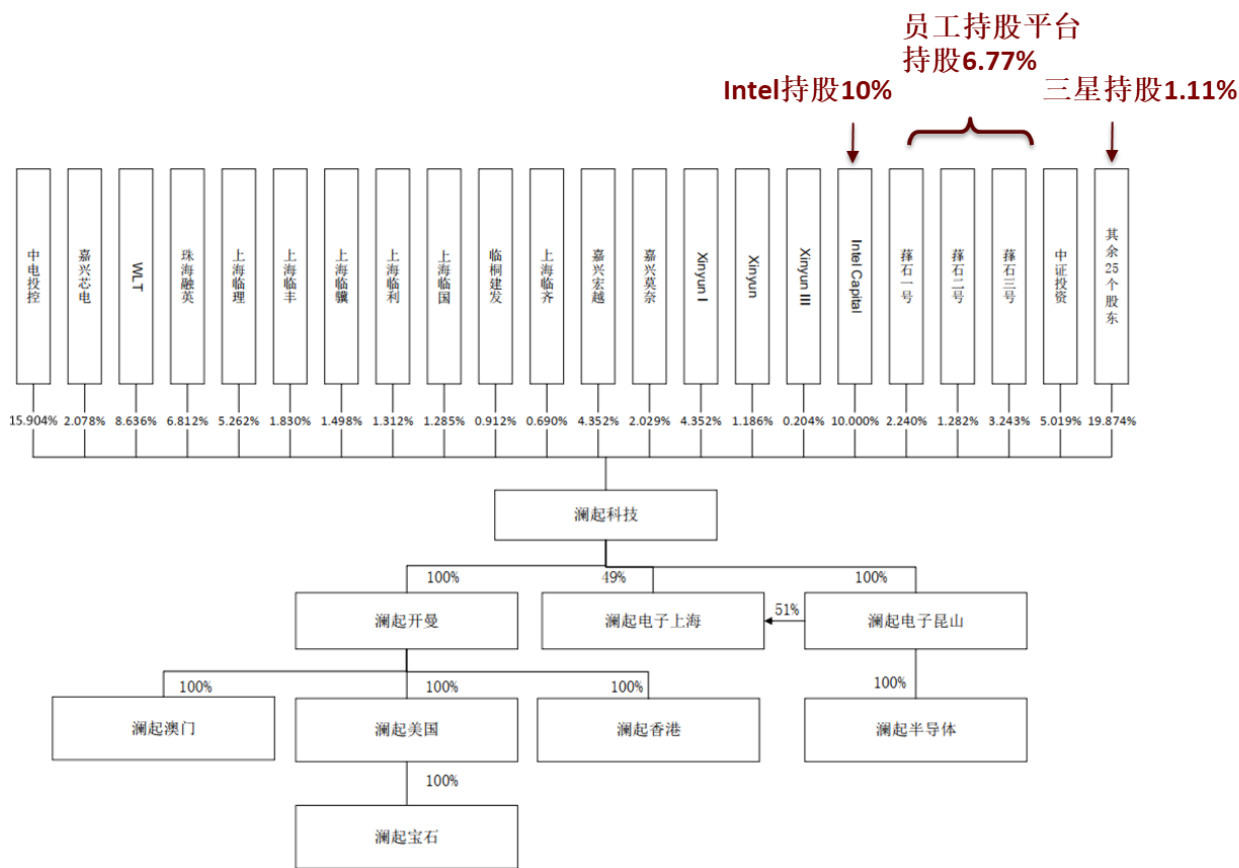 员工持股平台
持股6.77%
Intel持股10%
三星持股1.11%
中电投控
嘉兴芯电
WLT
珠海融英
上海临理
上海临丰
上海临骥
上海临利
上海临国
临桐建发
上海临齐
嘉兴宏越
嘉兴莫奈
Xinyun I
Xinyun
Xinyun III
Intel Capital
萚石一号
萚石二号
萚石三号
中证投资
其余25个股东
15.904% 2.078% 8.636% 6.812% 5.262% 1.830% 1.498% 1.312% 1.285% 0.912% 0.690% 4.352% 2.029% 4.352% 1.186% 0.204% 10.000% 2.240% 1.282% 3.243% 5.019% 19.874%
澜起科技
100% 49% 100%
澜起开曼
澜起电子上海
51%
澜起电子昆山
100% 100% 100% 100%
澜起澳门
澜起美国
澜起香港
澜起半导体
100%
澜起宝石